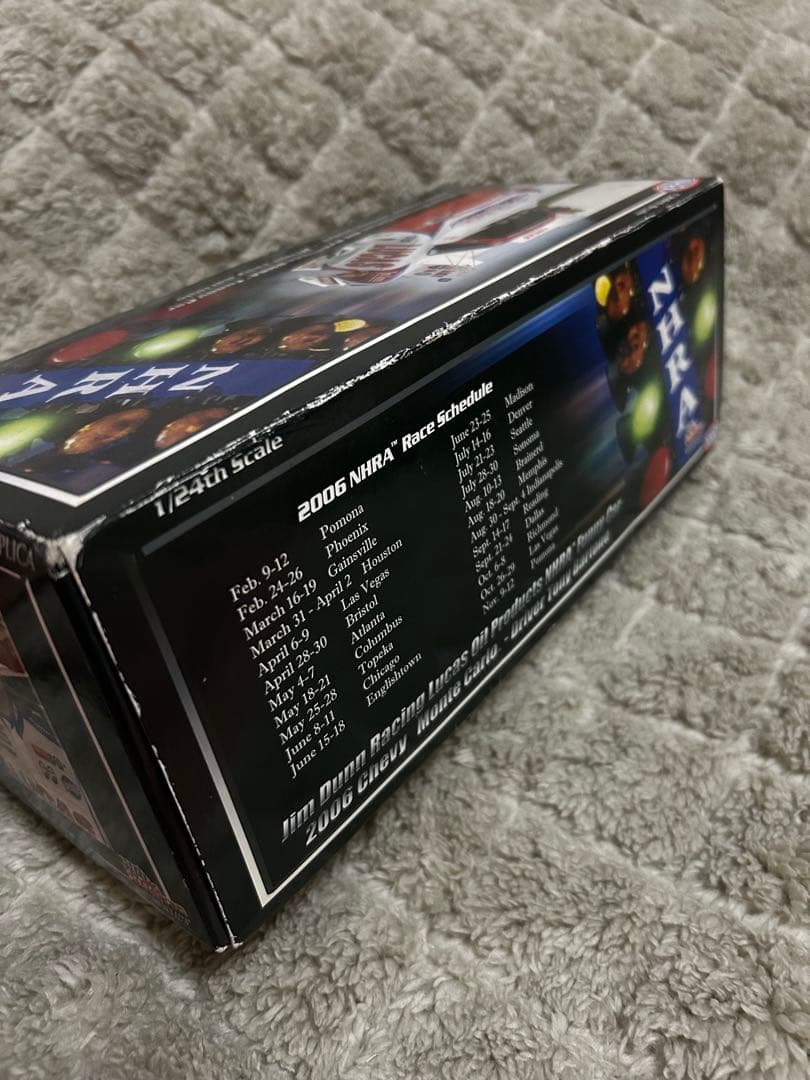 NHRA
1/24th Scale
2006 NHRA™ Race Schedule
Feb. 9-12 Pomona
Feb. 24-26 Phoenix
March 16-19 Gainsville
March 31 - April 2 Houston
April 6-9 Las Vegas
April 28-30 Bristol
May 4-7 Atlanta
May 18-21 Columbus
May 25-28 Topeka
June 8-11 Chicago
June 15-18 Englishtown
June 23-25 Madison
July 14-16 Denver
July 21-23 Seattle
July 28-30 Sonoma
Aug. 10-13 Brainerd
Aug. 18-20 Memphis
Aug. 30 - Sept. 4 Indianapolis
Sept. 14-17 Reading
Sept. 21-24 Dallas
Oct. 6-8 Richmond
Oct. 26-29 Las Vegas
Nov. 9-12 Pomona
NHRA
Jim Dunn Racing Lucas Oil Products NHRA™
2006 Chevy Monte Carlo - Driver